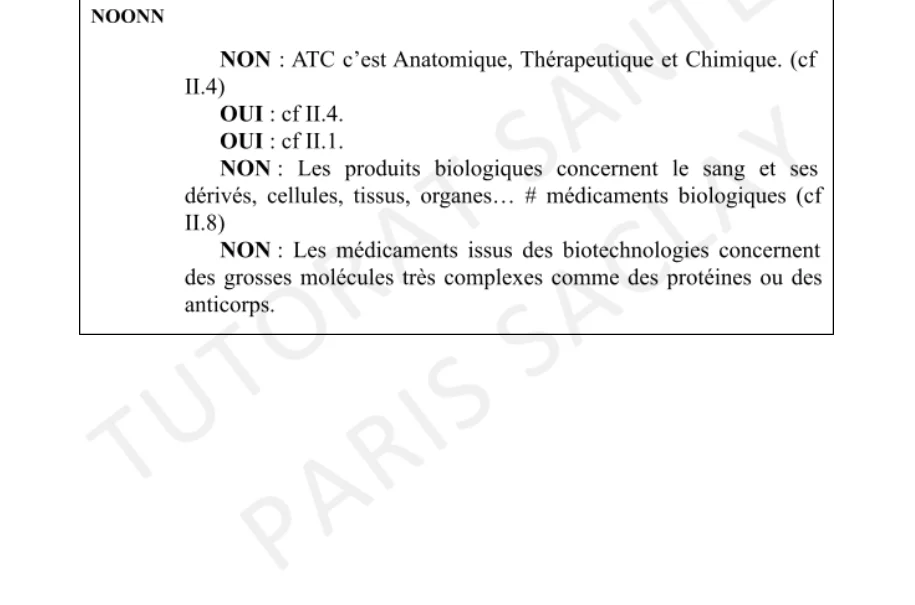 NOONN
NON : ATC c’est Anatomique, Thérapeutique et Chimique. (cf
II.4)
OUI : cf II.4.
OUI : cf II.1.
NON : Les produits biologiques concernent le sang et ses
dérivés, cellules, tissus, organes… # médicaments biologiques (cf
II.8)
NON : Les médicaments issus des biotechnologies concernent
des grosses molécules très complexes comme des protéines ou des
anticorps.
TUTORAT SANTE
PARIS SACLAY